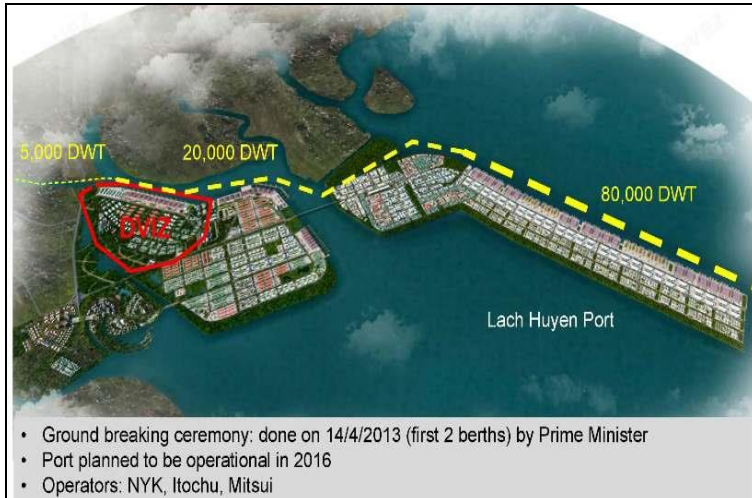 5,000 DWT
20,000 DWT
80,000 DWT
DVIZ
Lach Huyen Port
• Ground breaking ceremony: done on 14/4/2013 (first 2 berths) by Prime Minister
• Port planned to be operational in 2016
• Operators: NYK, Itochu, Mitsui